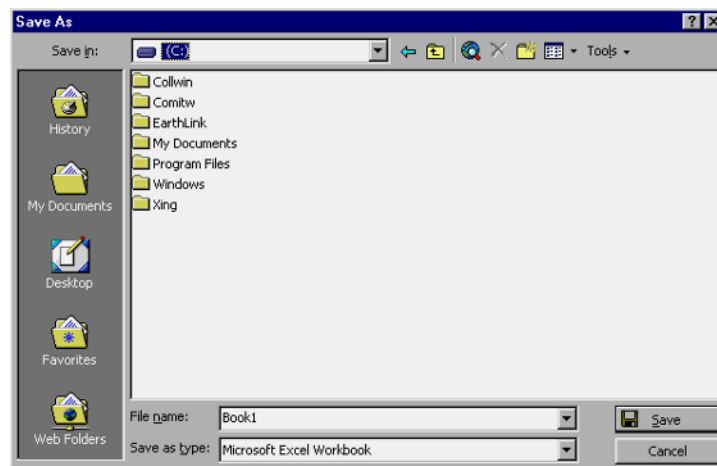 Save As
Save in: (C:) Tools
History
My Documents
Desktop
Favorites
Web Folders
Collwin
Comitw
EarthLink
My Documents
Program Files
Windows
Xing
File name: Book1 Save
Save as type: Microsoft Excel Workbook Cancel